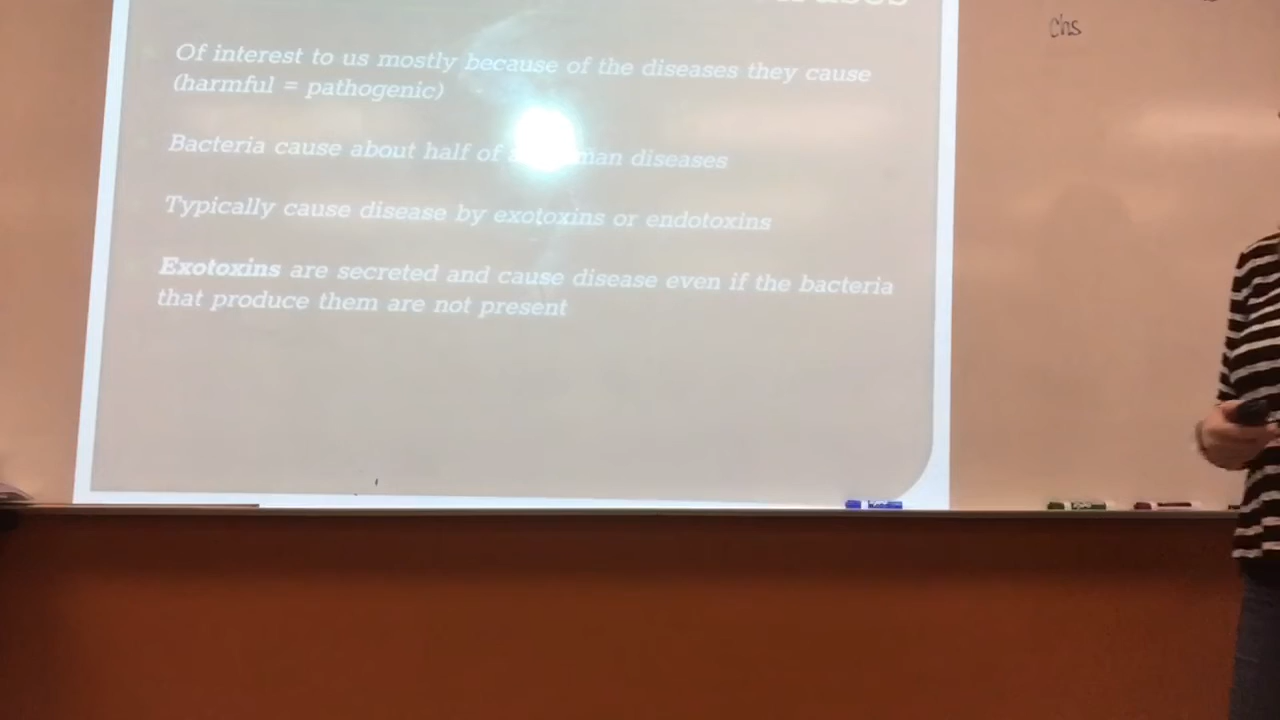 chs
Of interest to us mostly because of the diseases they cause
(harmful = pathogenic)
Bacteria cause about half of diseases
Typically cause disease by exotoxins or endotoxins
Exotoxins are secreted and cause disease even if the bacteria
that produce them are not present